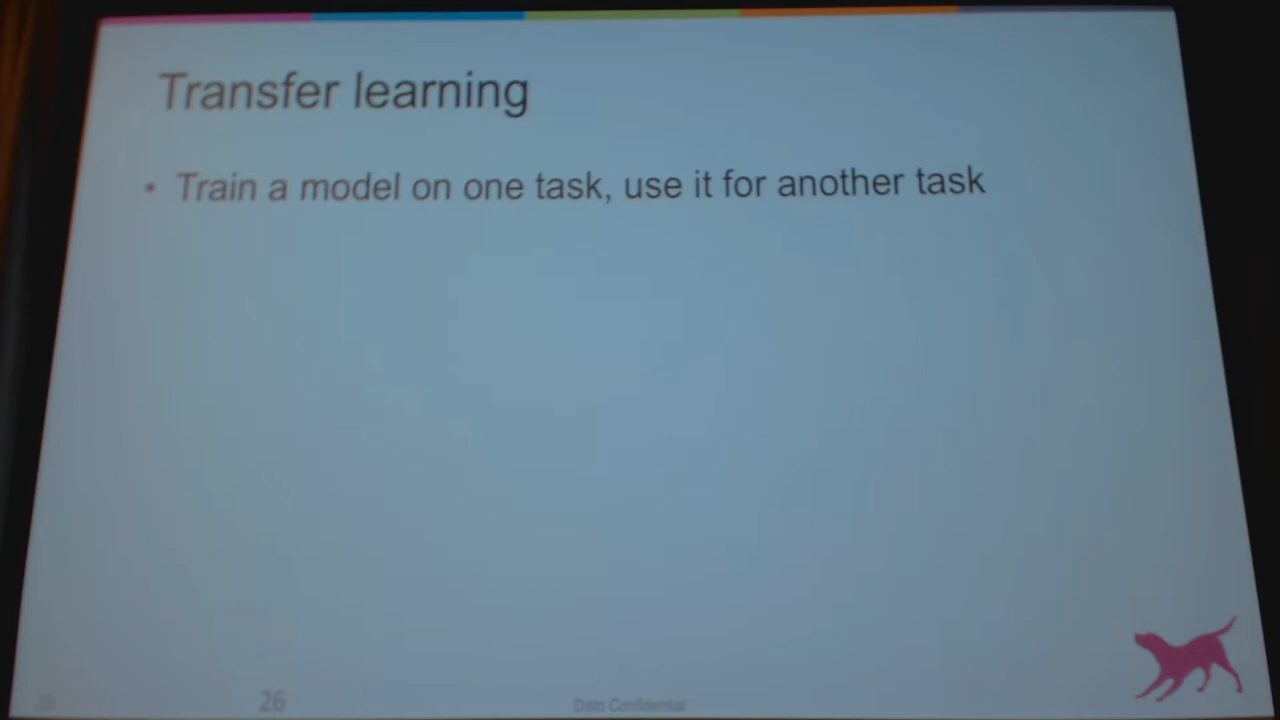 Transfer learning
• Train a model on one task, use it for another task
26
Dato Confidential